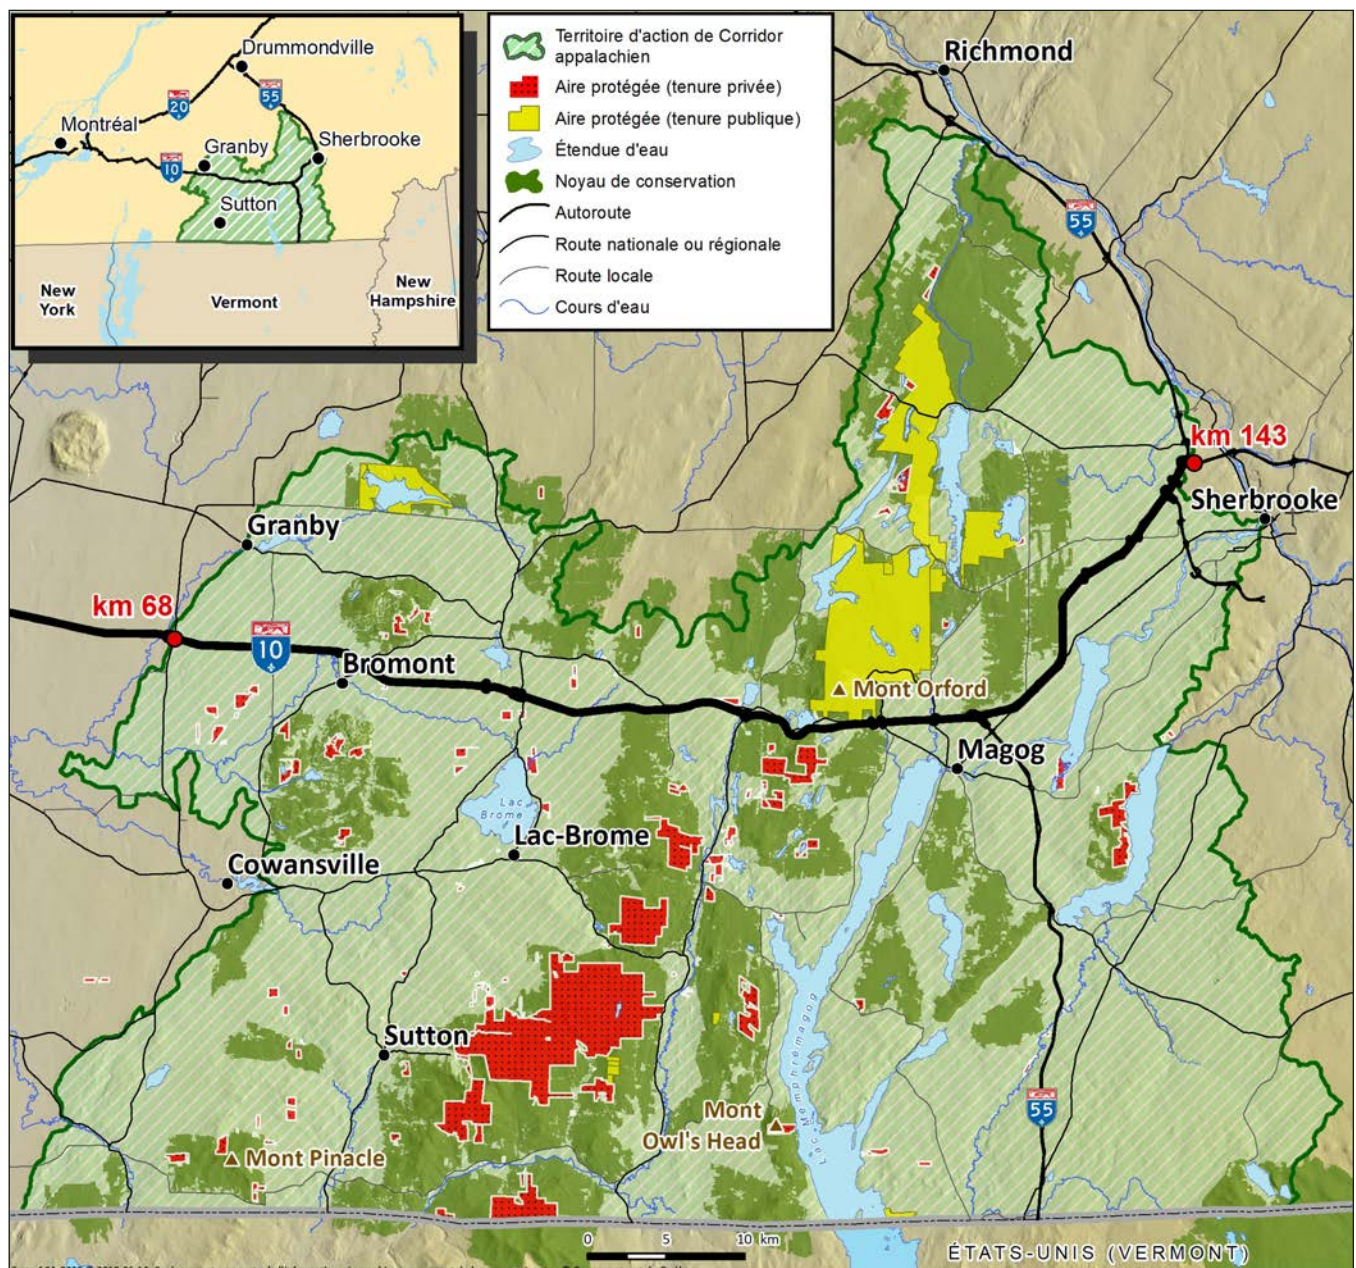 Drummondville
20
55
Montréal
Granby
Sherbrooke
10
Sutton
New
York
Vermont
New
Hampshire
Territoire d'action de Corridor
appalachien
Aire protégée (tenure privée)
Aire protégée (tenure publique)
Étendue d'eau
Noyau de conservation
Autoroute
Route nationale ou régionale
Route locale
Cours d'eau
Richmond
55
km 143
Sherbrooke
Granby
km 68
10
Bromont
Mont Orford
Magog
Lac
Brome
Lac-Brome
Cowansville
Sutton
Lac Memphrémagog
Mont
Owl's Head
55
Mont Pinacle
0 5 10 km
ÉTATS-UNIS (VERMONT)